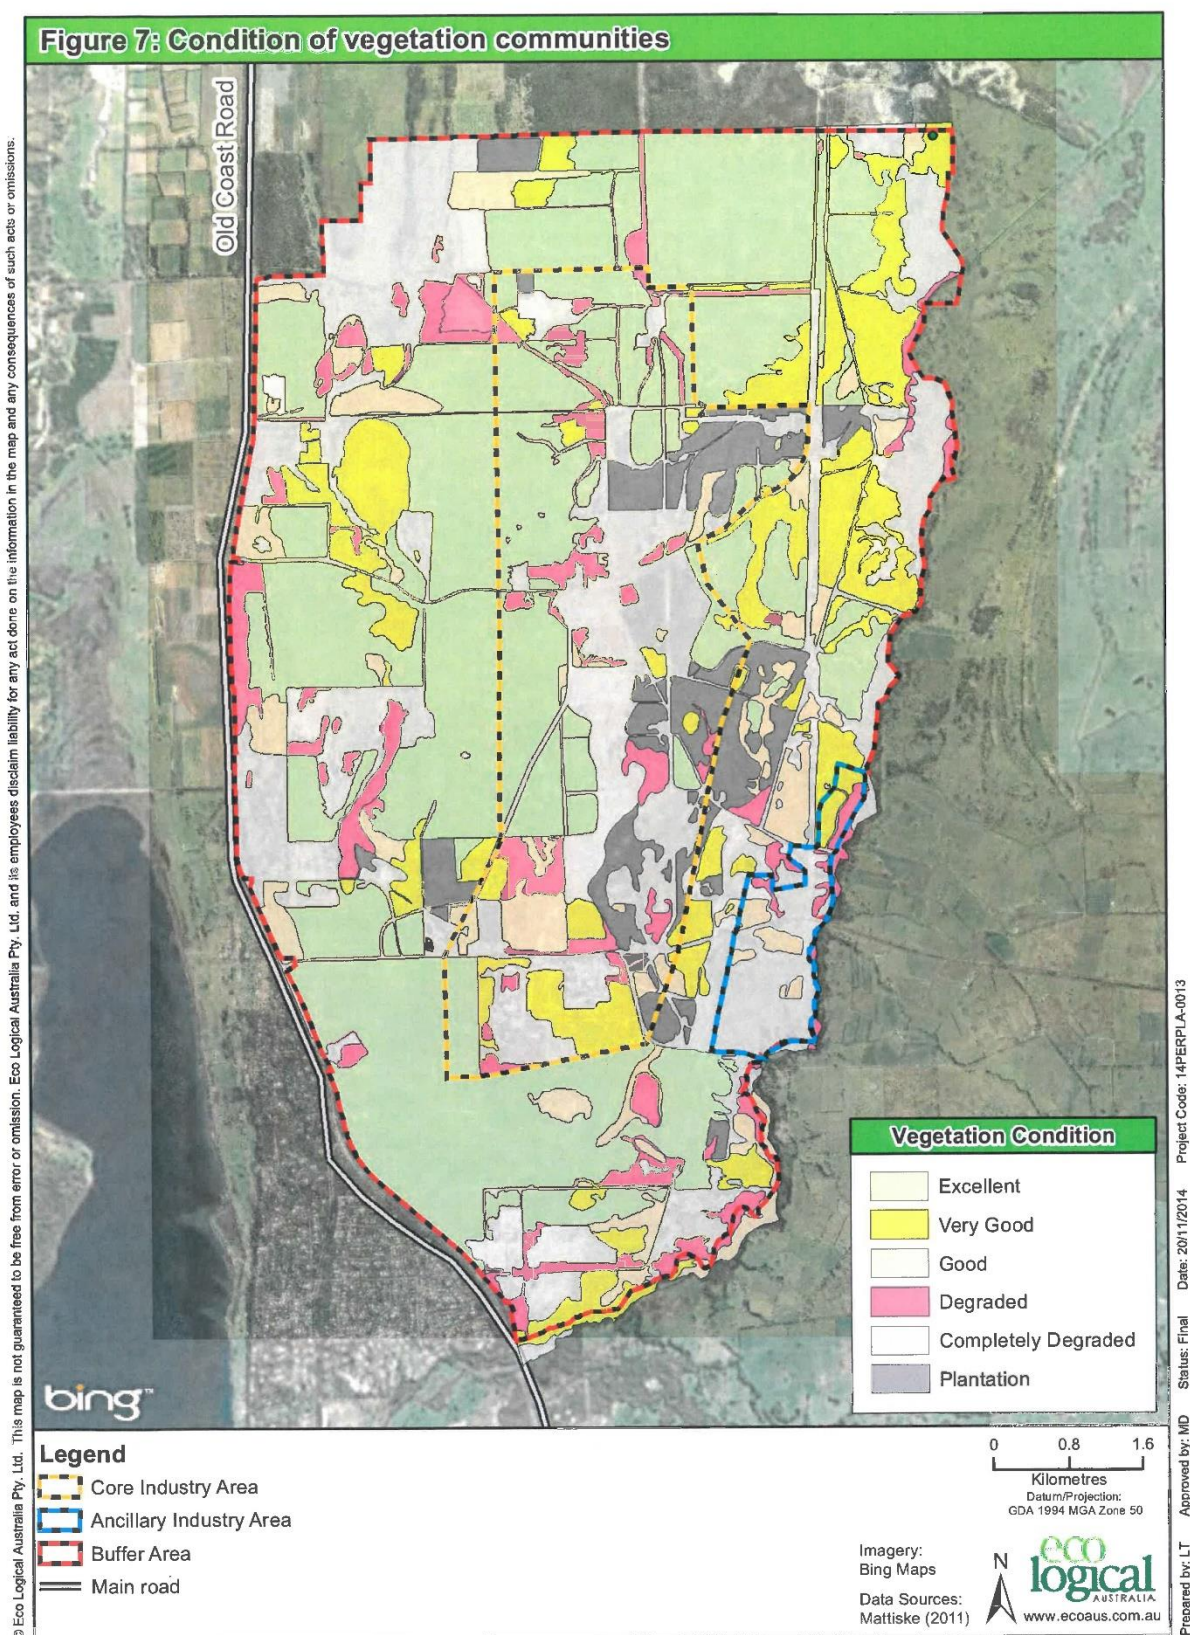 Figure 7: Condition of vegetation communities
Old Coast Road
© Eco Logical Australia Pty. Ltd. This map is not guaranteed to be free from error or omission. Eco Logical Australia Pty. Ltd. and its employees disclaim liability for any act done on the information in the map and any consequences of such acts or omissions.
Vegetation Condition
Excellent
Very Good
Good
Degraded
Completely Degraded
Plantation
bing™
Legend
Core Industry Area
Ancillary Industry Area
Buffer Area
Main road
0 0.8 1.6
Kilometres
Datum/Projection:
GDA 1994 MGA Zone 50
Imagery:
Bing Maps
Data Sources:
Mattiske (2011)
N
eco
logical
AUSTRALIA
www.ecoaus.com.au
Prepared by: LT Approved by: MD Status: Final Date: 20/11/2014 Project Code: 14PERPLA-0013